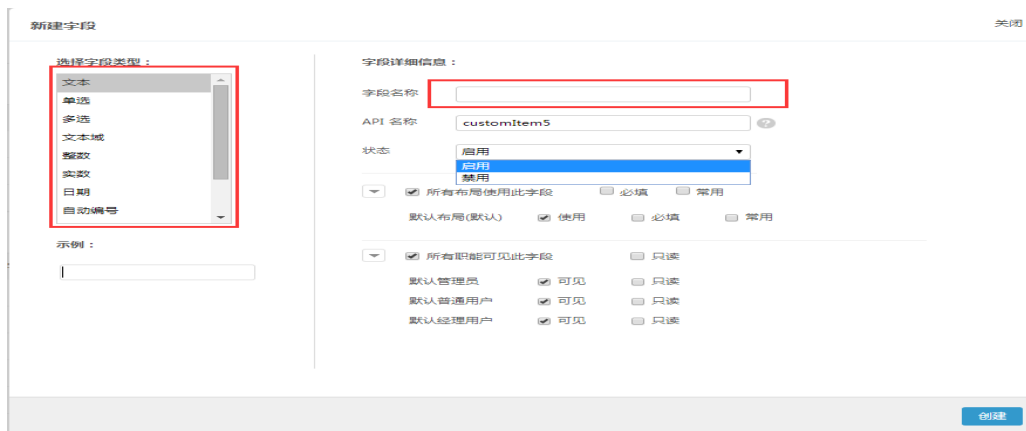 新建字段 关闭
选择字段类型：
文本
单选
多选
文本域
整数
实数
日期
自动编号
示例：
字段详细信息：
字段名称
API 名称 customItem5 ?
状态 启用
启用
禁用
所有布局使用此字段 必填 常用
默认布局(默认) 使用 必填 常用
所有职能可见此字段 只读
默认管理员 可见 只读
默认普通用户 可见 只读
默认经理用户 可见 只读
创建